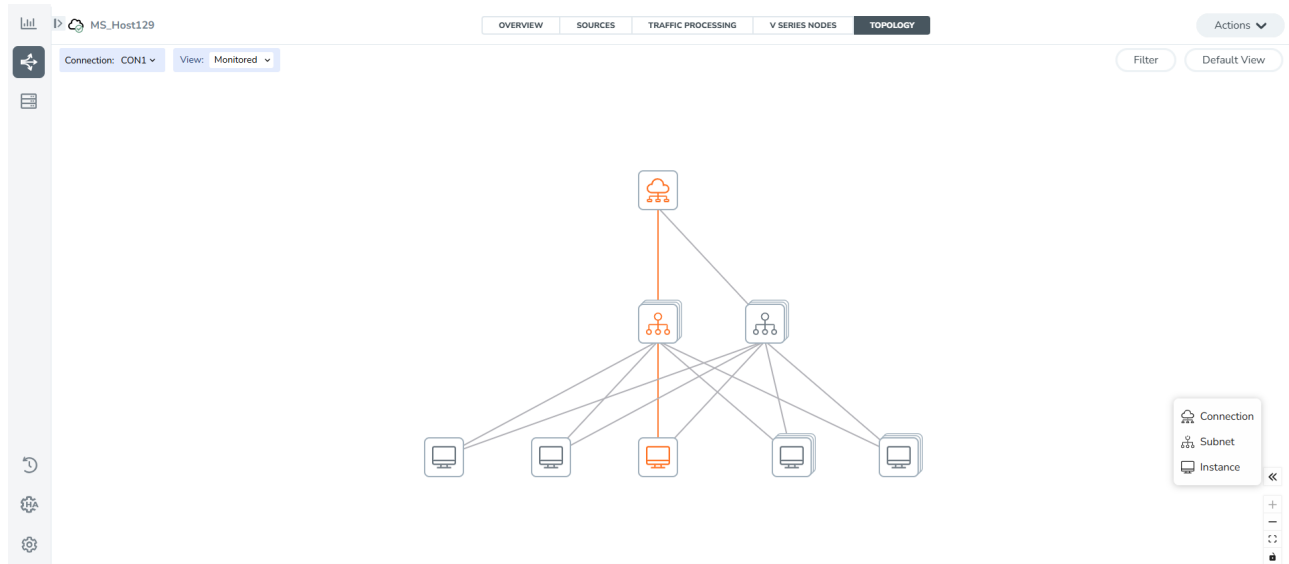 MS_Host129
OVERVIEW SOURCES TRAFFIC PROCESSING V SERIES NODES TOPOLOGY
Actions
Connection: CON1 View: Monitored
Filter Default View
Connection
Subnet
Instance
HA